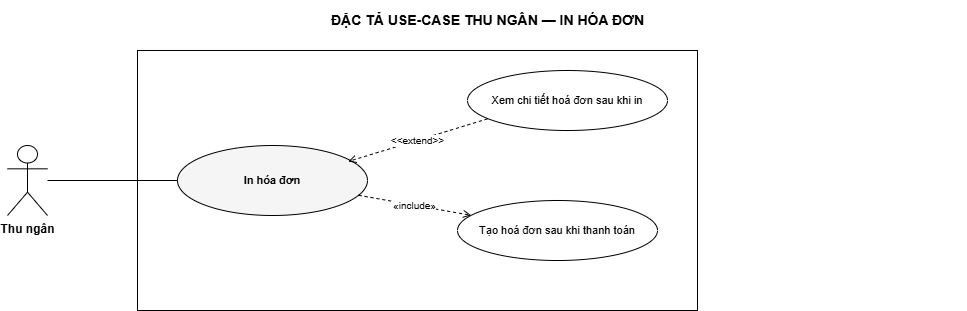 ĐẶC TẢ USE-CASE THU NGÂN — IN HÓA ĐƠN
Xem chi tiết hoá đơn sau khi in
<<extend>>
In hóa đơn
«include»
Thu ngân
Tạo hoá đơn sau khi thanh toán